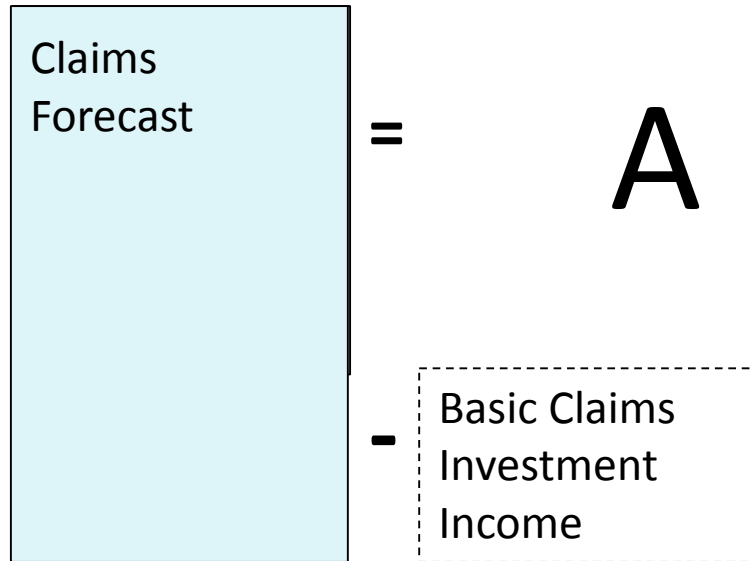 Claims
Forecast
=
A
-
Basic Claims
Investment
Income